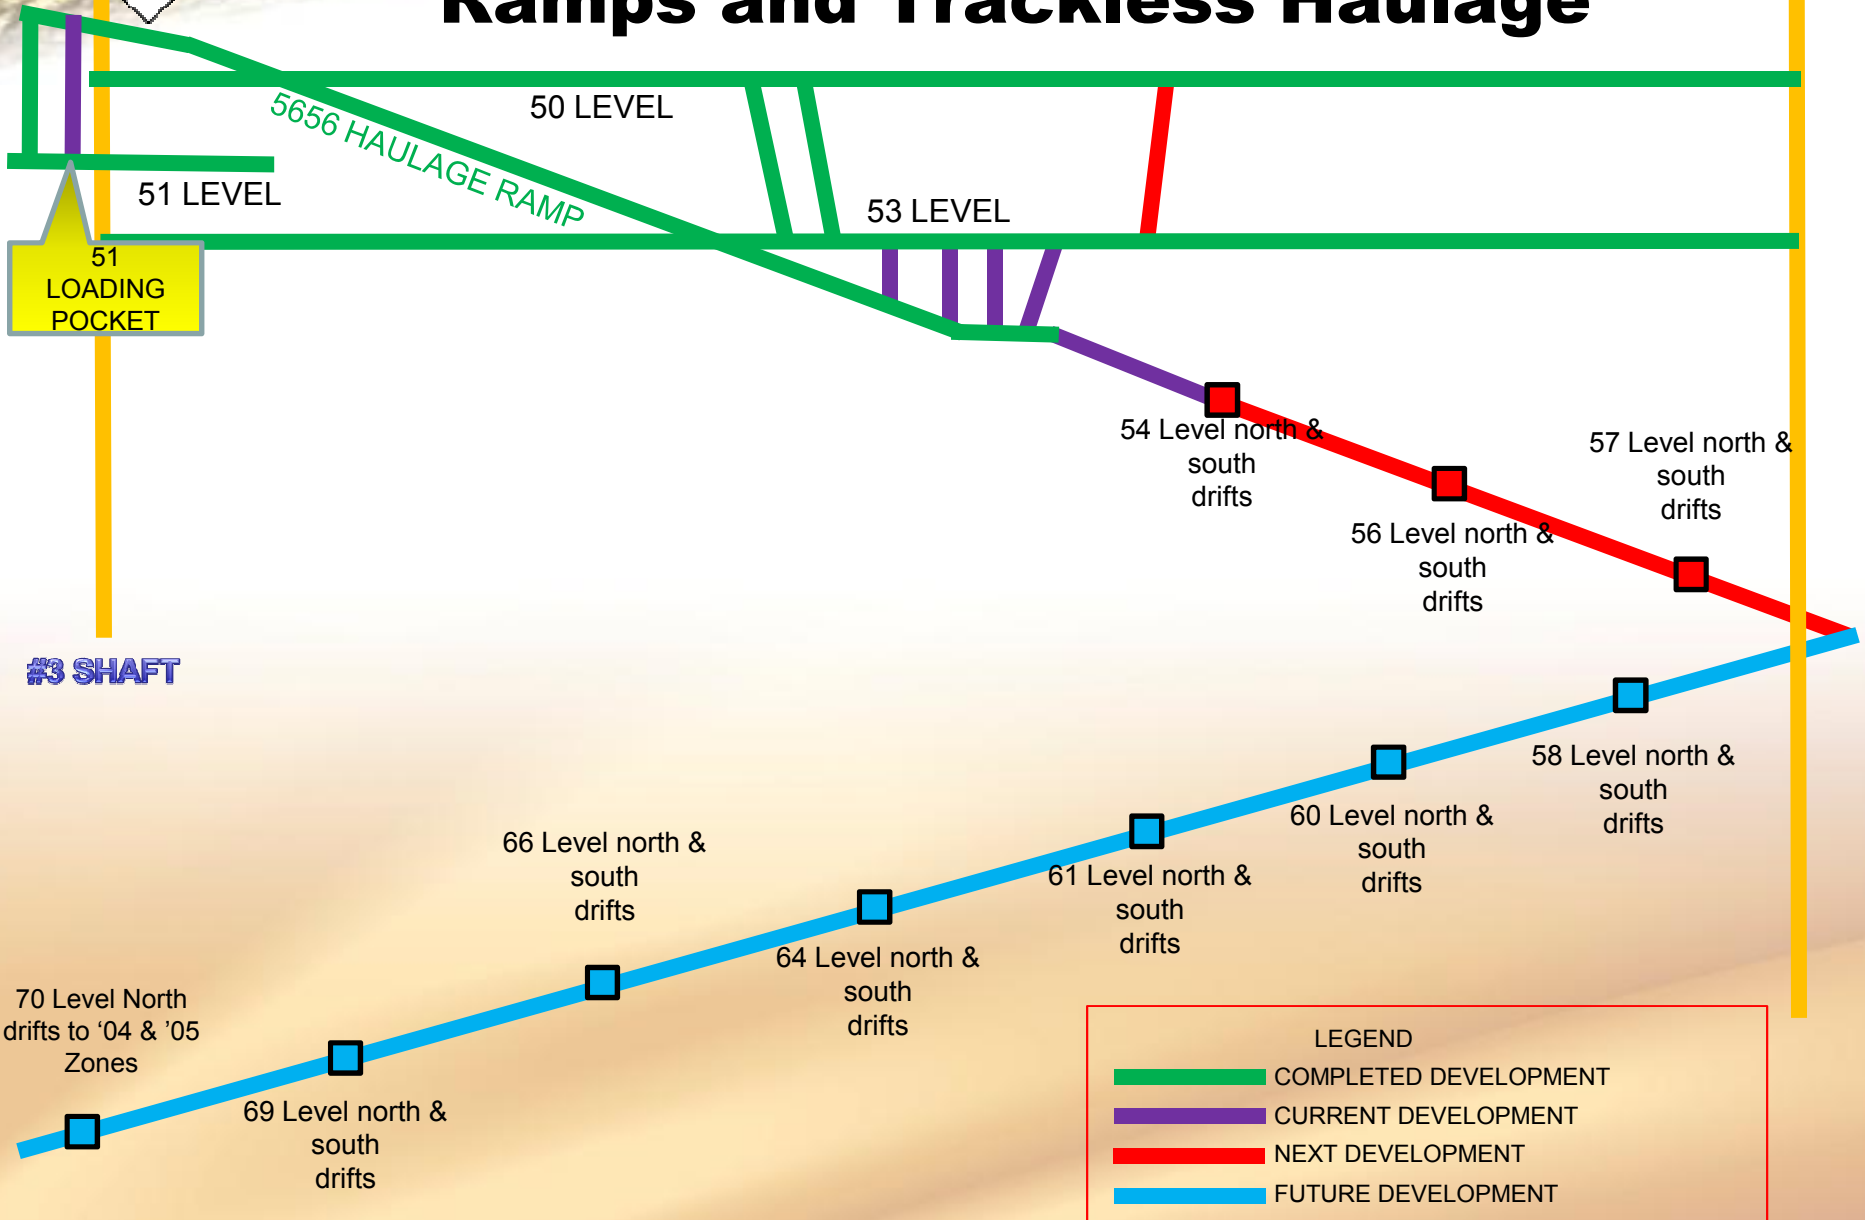 Ramps and Trackless Haulage
50 LEVEL
5656 HAULAGE RAMP
51 LEVEL
53 LEVEL
51
LOADING
POCKET
54 Level north &
south
drifts
57 Level north &
south
drifts
56 Level north &
south
drifts
#3 SHAFT
58 Level north &
south
drifts
60 Level north &
south
drifts
66 Level north &
south
drifts
61 Level north &
south
drifts
64 Level north &
south
drifts
70 Level North
drifts to ‘04 & ’05
Zones
69 Level north &
south
drifts
LEGEND
COMPLETED DEVELOPMENT
CURRENT DEVELOPMENT
NEXT DEVELOPMENT
FUTURE DEVELOPMENT